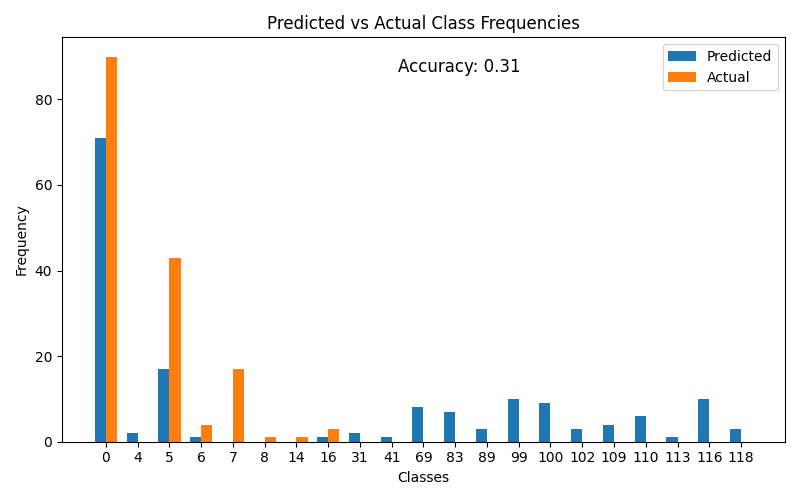 Predicted vs Actual Class Frequencies
Accuracy: 0.31
Predicted
Actual
Frequency
80
60
40
20
0
0 4 5 6 7 8 14 16 31 41 69 83 89 99 100 102 109 110 113 116 118
Classes